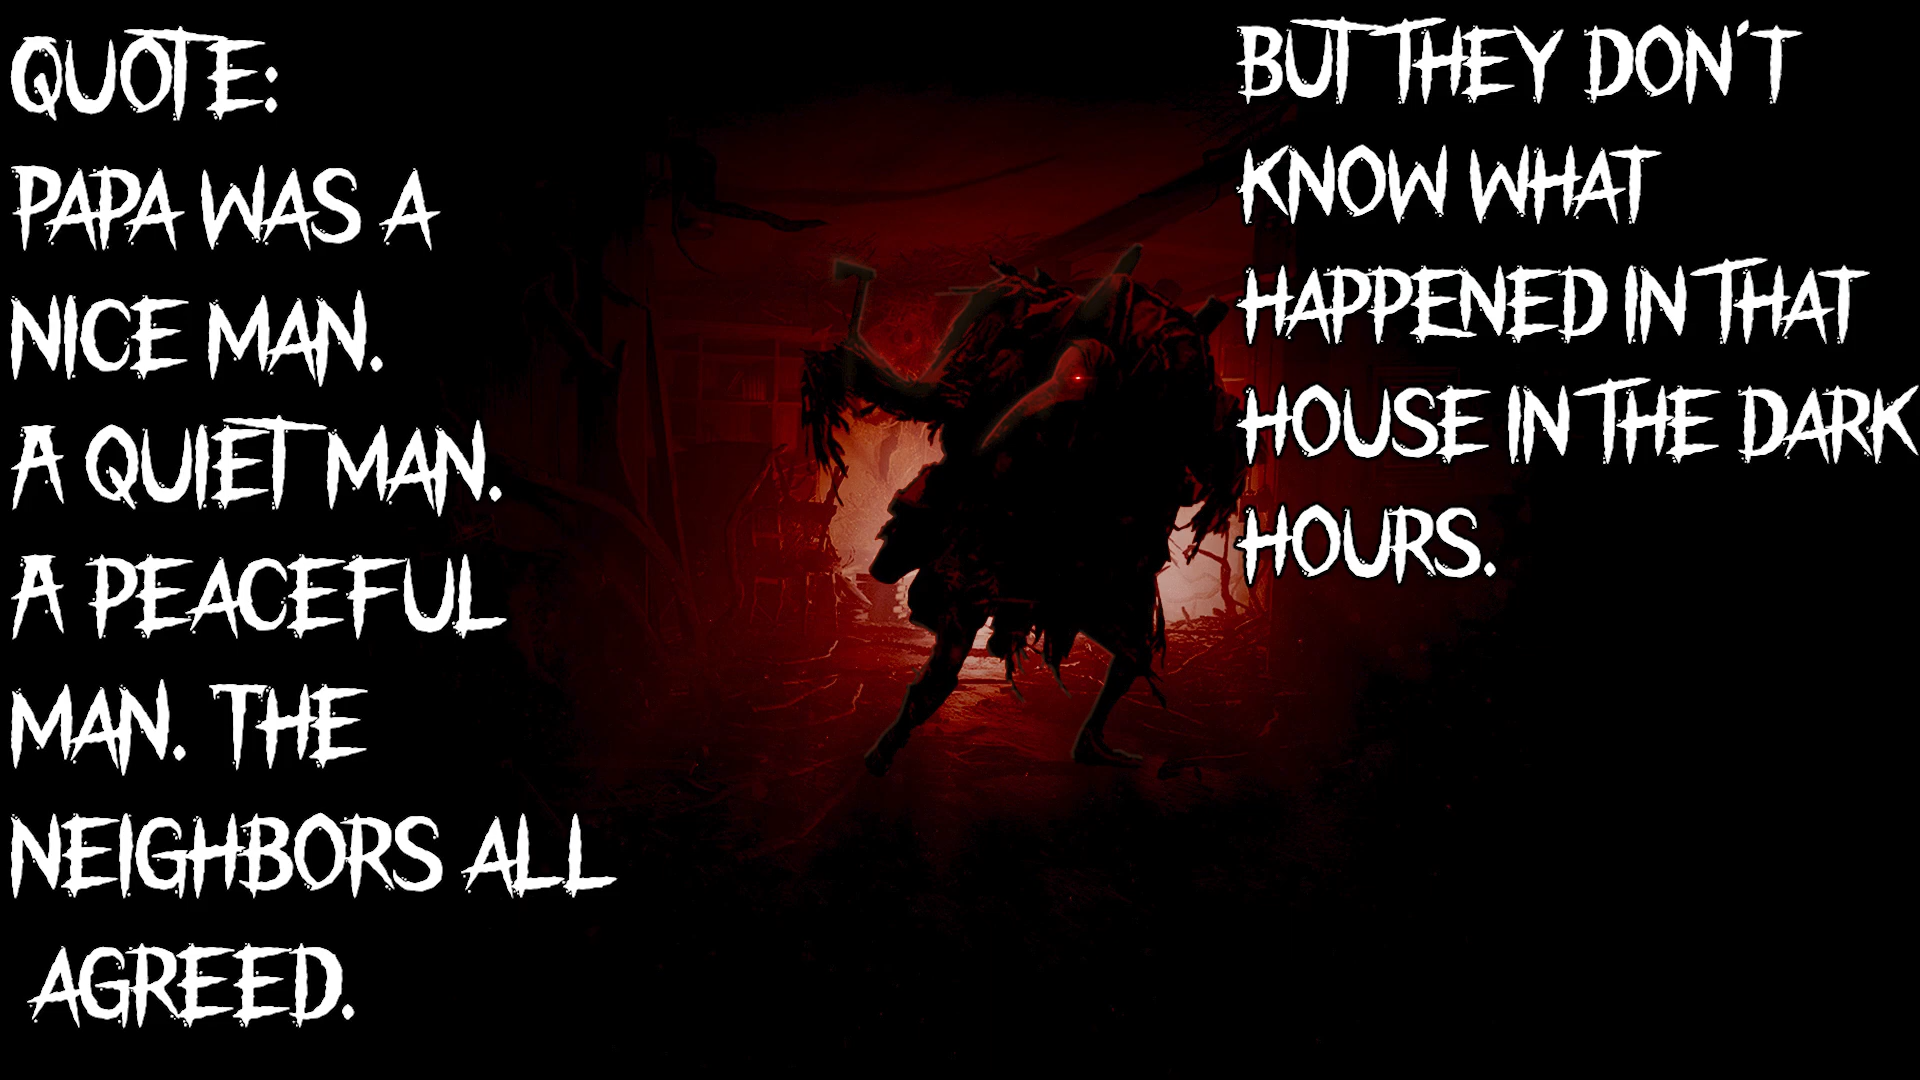 QUOTE:
PAPA WAS A
NICE MAN.
A QUIET MAN.
A PEACEFUL
MAN. THE
NEIGHBORS ALL
AGREED.
BUT THEY DON'T
KNOW WHAT
HAPPENED IN THAT
HOUSE IN THE DARK
HOURS.